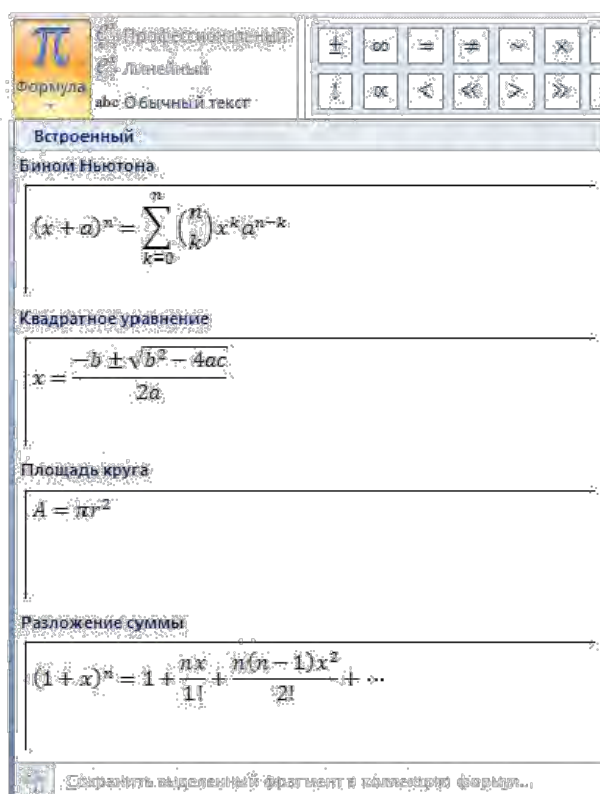 π
Формула
Профессиональный
Линейный
abc Обычный текст
± ∞ = ≠ ~ ×
! ∝ < ≪ > ≫
Встроенный
Бином Ньютона
(x + a)ⁿ = ∑_{k=0}^{n} (n k) xᵏaⁿ⁻ᵏ
Квадратное уравнение
x = (−b ± √(b² − 4ac)) / 2a
Площадь круга
A = πr²
Разложение суммы
(1 + x)ⁿ = 1 + nx/1! + n(n − 1)x²/2! + ⋯
Сохранить выделенный фрагмент в коллекцию формул...